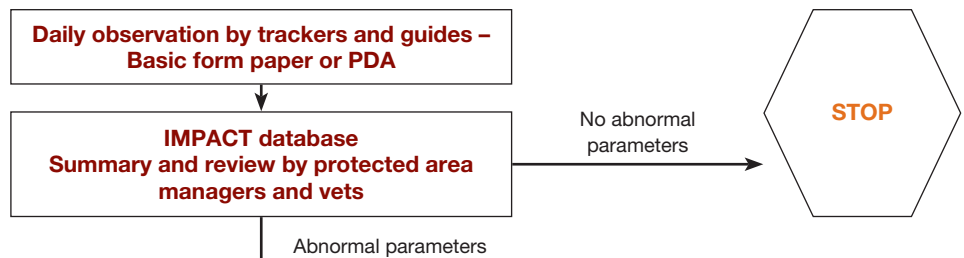 Daily observation by trackers and guides –
Basic form paper or PDA
IMPACT database
Summary and review by protected area
managers and vets
No abnormal
parameters
STOP
Abnormal parameters